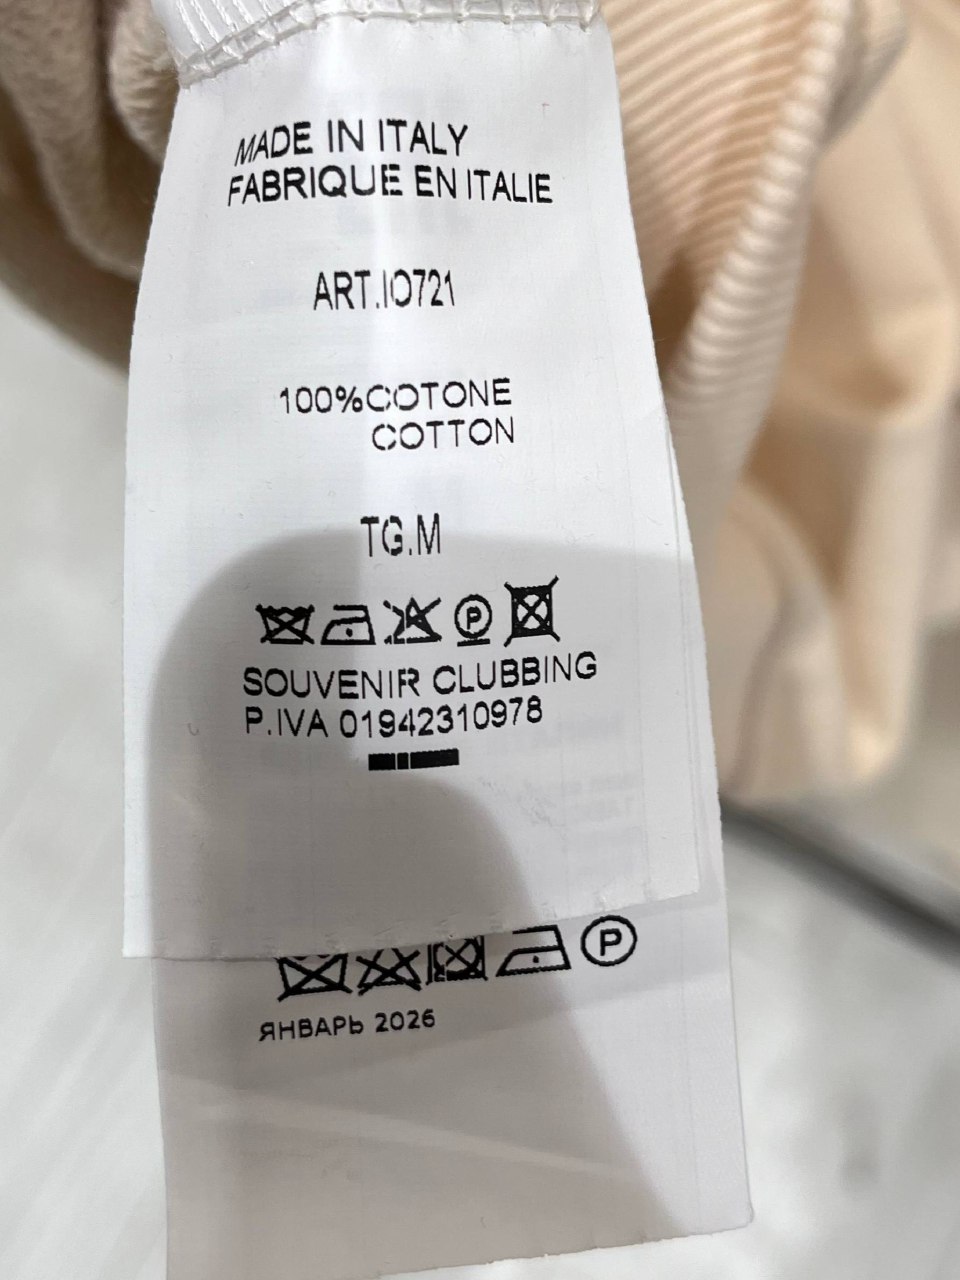 MADE IN ITALY
FABRIQUE EN ITALIE
ART.IO721
100%COTONE
COTTON
TG.M
P
SOUVENIR CLUBBING
P.IVA 01942310978
P
ЯНВАРЬ 2026